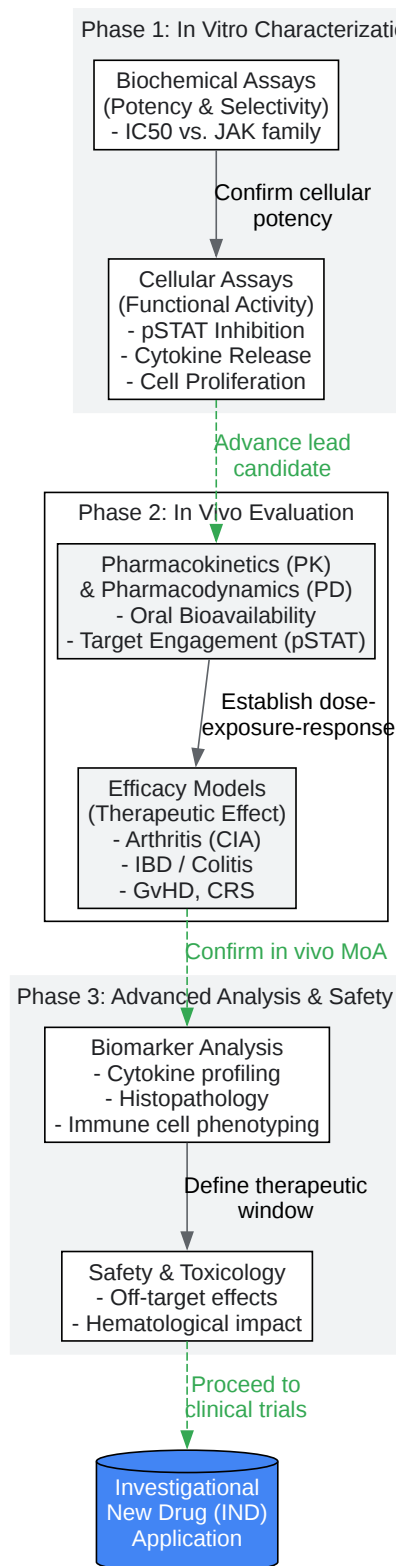 Phase 1: In Vitro Characterizati
Biochemical Assays
(Potency & Selectivity)
- IC50 vs. JAK family
Confirm cellular
potency
Cellular Assays
(Functional Activity)
- pSTAT Inhibition
- Cytokine Release
- Cell Proliferation
Advance lead
candidate
Phase 2: In Vivo Evaluation
Pharmacokinetics (PK)
& Pharmacodynamics (PD)
- Oral Bioavailability
- Target Engagement (pSTAT)
Establish dose-
exposure-response
Efficacy Models
(Therapeutic Effect)
- Arthritis (CIA)
- IBD / Colitis
- GvHD, CRS
Confirm in vivo MoA
Phase 3: Advanced Analysis & Safety
Biomarker Analysis
- Cytokine profiling
- Histopathology
- Immune cell phenotyping
Define therapeutic
window
Safety & Toxicology
- Off-target effects
- Hematological impact
Proceed to
clinical trials
Investigational
New Drug (IND)
Application